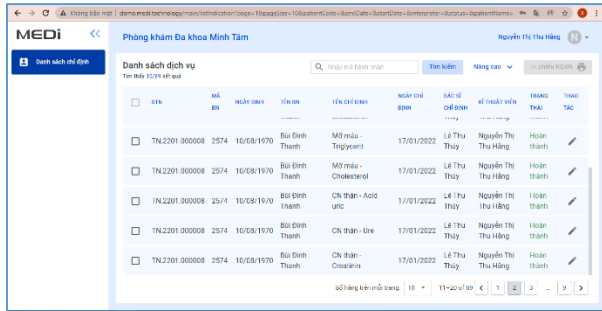 Không bảo mật | demo.medi.technology/main/listIndication?page=1&pageSize=10&patientCode=&endDate=&startDate=&interpreter=&status=&patientName=
MEDi
Phòng khám Đa khoa Minh Tâm
Nguyễn Thị Thu Hằng
N
Danh sách chỉ định
Danh sách dịch vụ
Tìm thấy 10/89 kết quả
Nhập mã bệnh nhân
Tìm kiếm
Nâng cao
In phiếu KQXN
STN MÃ BN NGÀY SINH TÊN BN TÊN CHỈ ĐỊNH NGÀY CHỈ ĐỊNH BÁC SĨ CHỈ ĐỊNH KĨ THUẬT VIÊN TRẠNG THÁI THAO TÁC
TN.2201.000008 2574 10/08/1970 Bùi Đình Thanh Mỡ máu - Triglycerit 17/01/2022 Lê Thu Thủy Nguyễn Thị Thu Hằng Hoàn thành
TN.2201.000008 2574 10/08/1970 Bùi Đình Thanh Mỡ máu - Cholesterol 17/01/2022 Lê Thu Thủy Nguyễn Thị Thu Hằng Hoàn thành
TN.2201.000008 2574 10/08/1970 Bùi Đình Thanh CN thận - Acid uric 17/01/2022 Lê Thu Thủy Nguyễn Thị Thu Hằng Hoàn thành
TN.2201.000008 2574 10/08/1970 Bùi Đình Thanh CN thận - Ure 17/01/2022 Lê Thu Thủy Nguyễn Thị Thu Hằng Hoàn thành
TN.2201.000008 2574 10/08/1970 Bùi Đình Thanh CN thận - Creatinin 17/01/2022 Lê Thu Thủy Nguyễn Thị Thu Hằng Hoàn thành
Số hàng trên mỗi trang: 10 11-20 of 89 1 2 3 ... 9